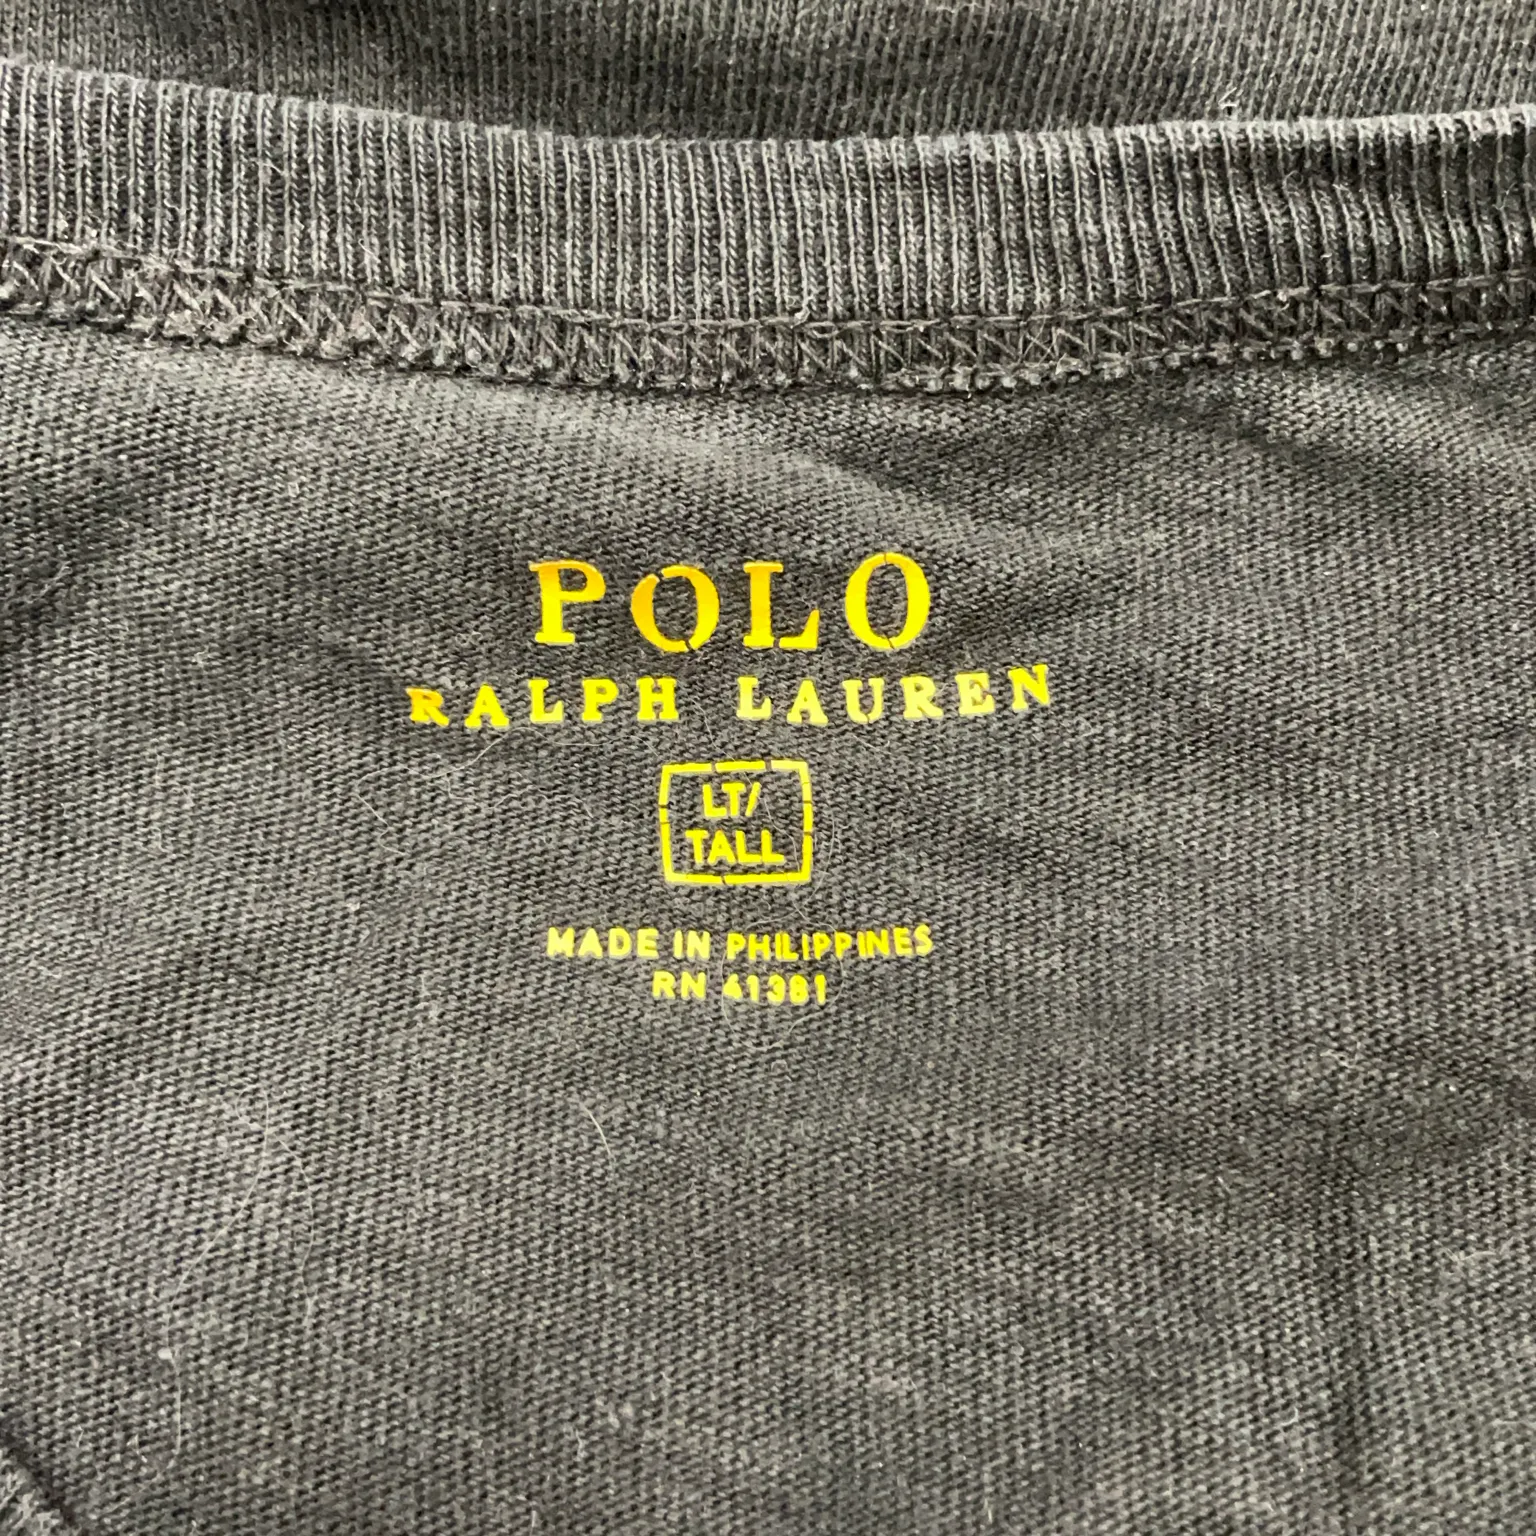 POLO
RALPH LAUREN
LT/
TALL
MADE IN PHILIPPINES
RN 41381